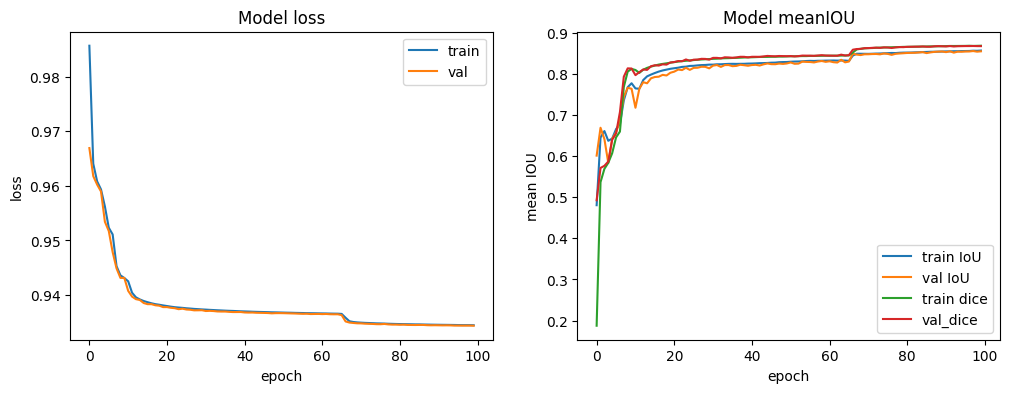 Model loss
train
val
0.98
0.97
0.96
0.95
0.94
loss
0 20 40 60 80 100
epoch
Model meanIOU
0.9
0.8
0.7
0.6
0.5
0.4
0.3
0.2
mean IOU
train IoU
val IoU
train dice
val_dice
0 20 40 60 80 100
epoch